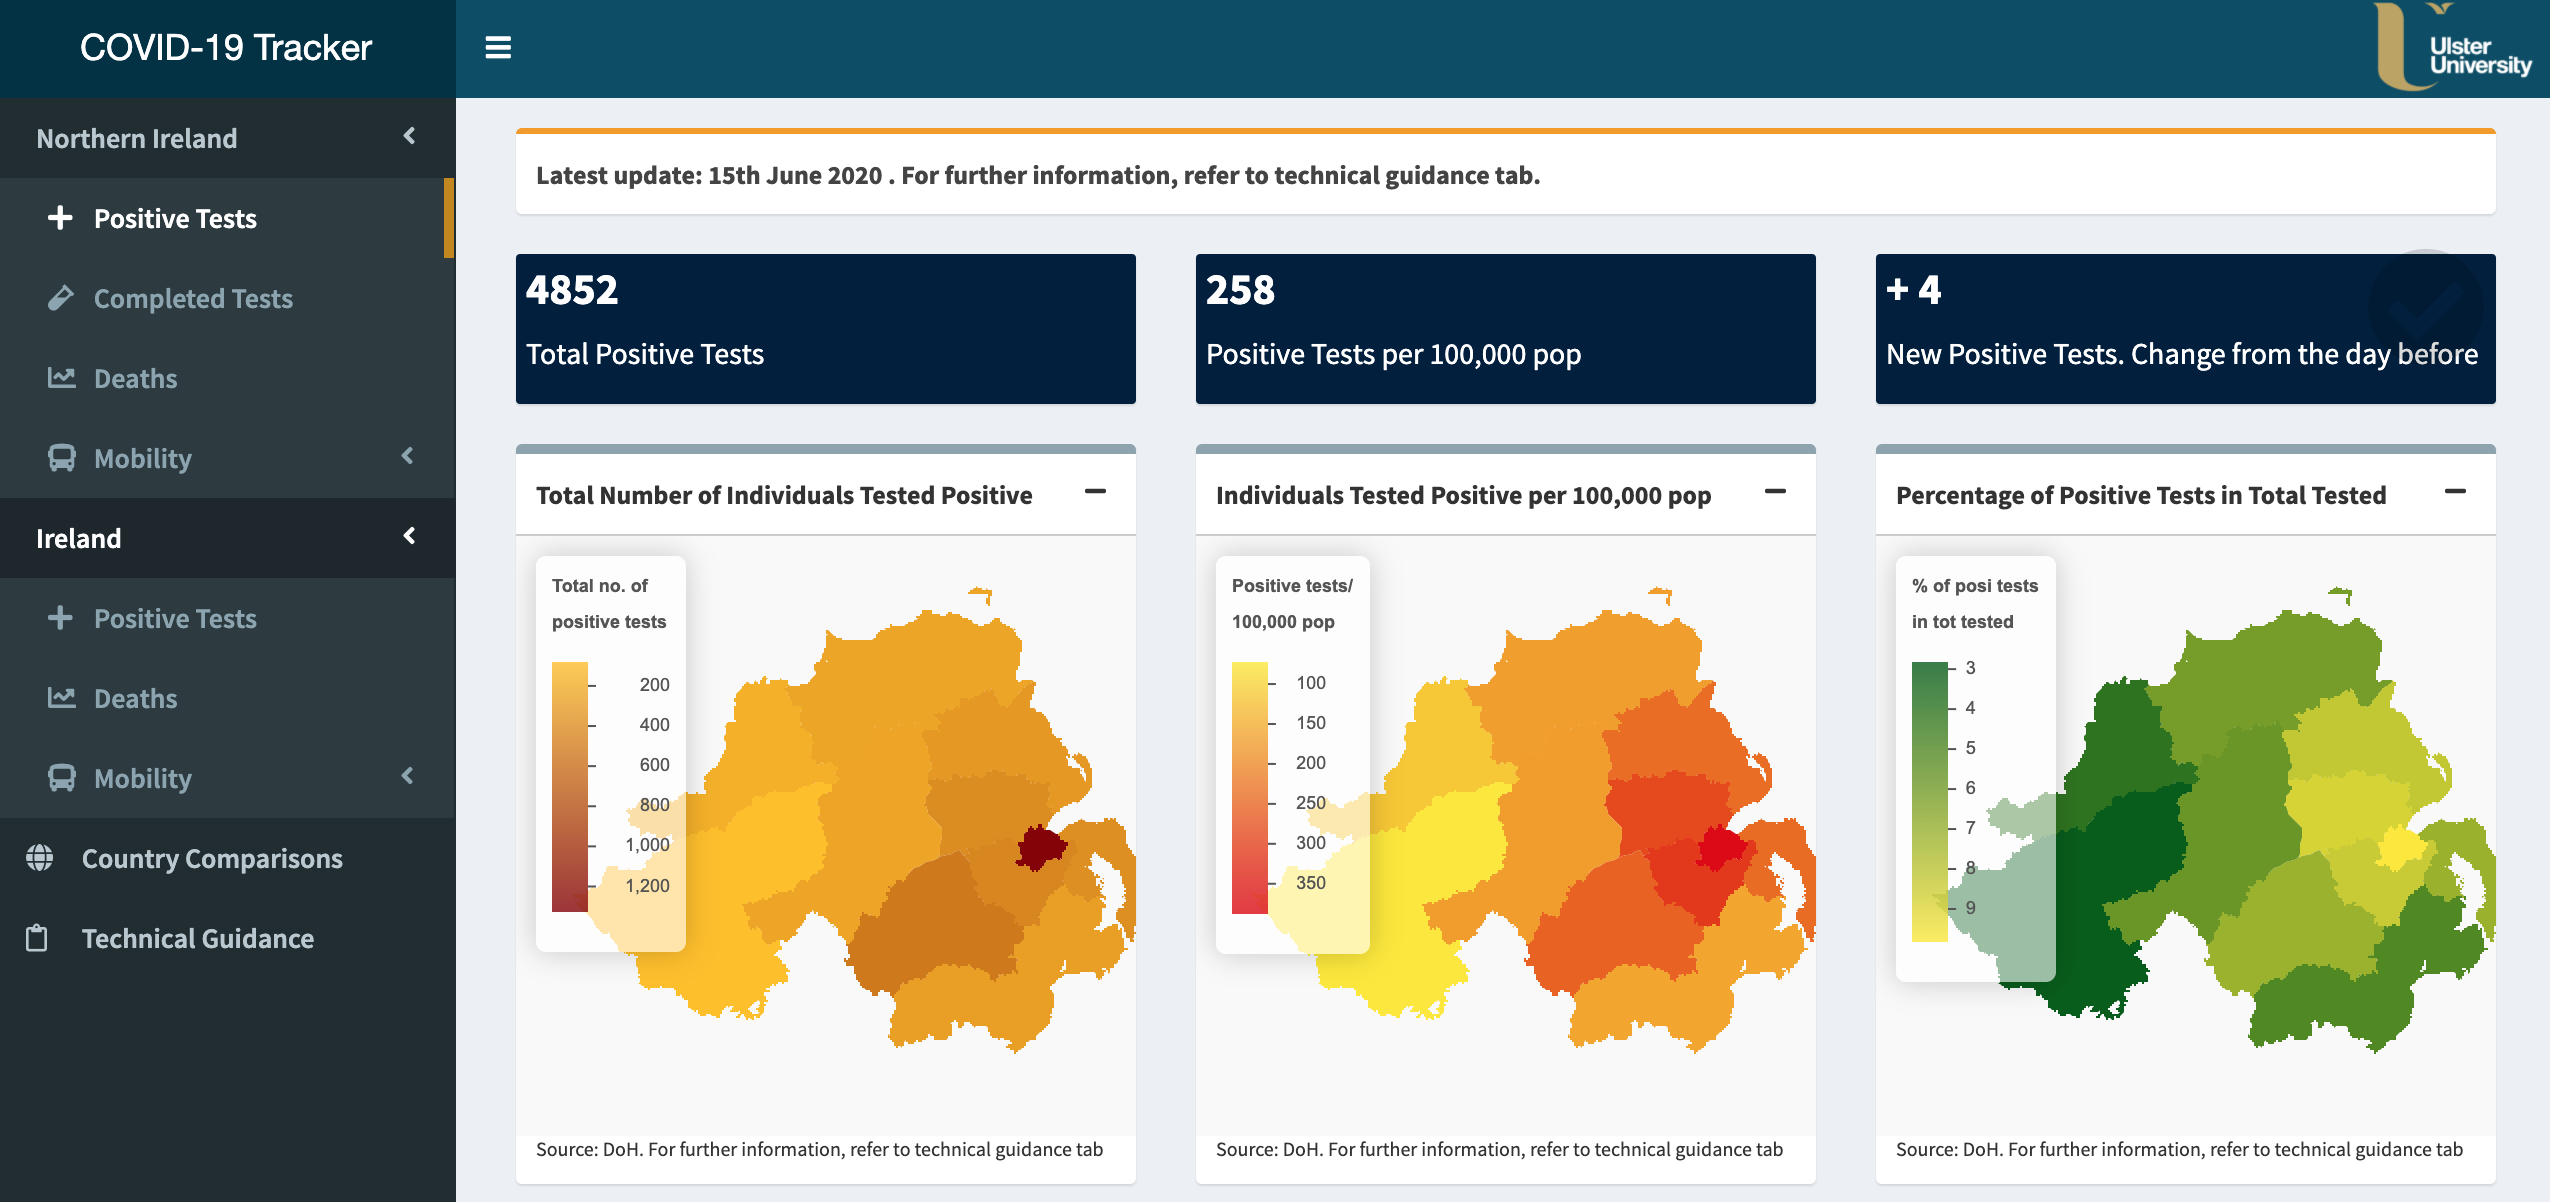 COVID-19 Tracker
Ulster
University
Northern Ireland
Positive Tests
Completed Tests
Deaths
Mobility
Ireland
Positive Tests
Deaths
Mobility
Country Comparisons
Technical Guidance
Latest update: 15th June 2020 . For further information, refer to technical guidance tab.
4852
Total Positive Tests
258
Positive Tests per 100,000 pop
+ 4
New Positive Tests. Change from the day before
Total Number of Individuals Tested Positive
Total no. of
positive tests
200
400
600
800
1,000
1,200
Source: DoH. For further information, refer to technical guidance tab
Individuals Tested Positive per 100,000 pop
Positive tests/
100,000 pop
100
150
200
250
300
350
Source: DoH. For further information, refer to technical guidance tab
Percentage of Positive Tests in Total Tested
% of posi tests
in tot tested
3
4
5
6
7
8
9
Source: DoH. For further information, refer to technical guidance tab